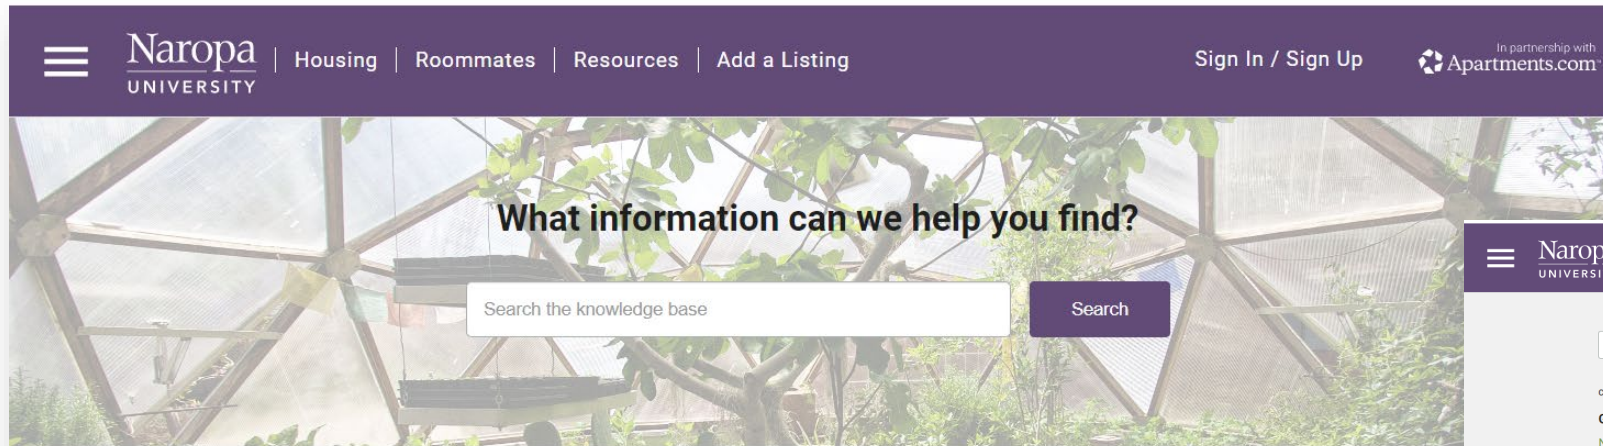 Naropa
UNIVERSITY
Housing
Roommates
Resources
Add a Listing
Sign In / Sign Up
In partnership with
Apartments.com
What information can we help you find?
Search the knowledge base
Search